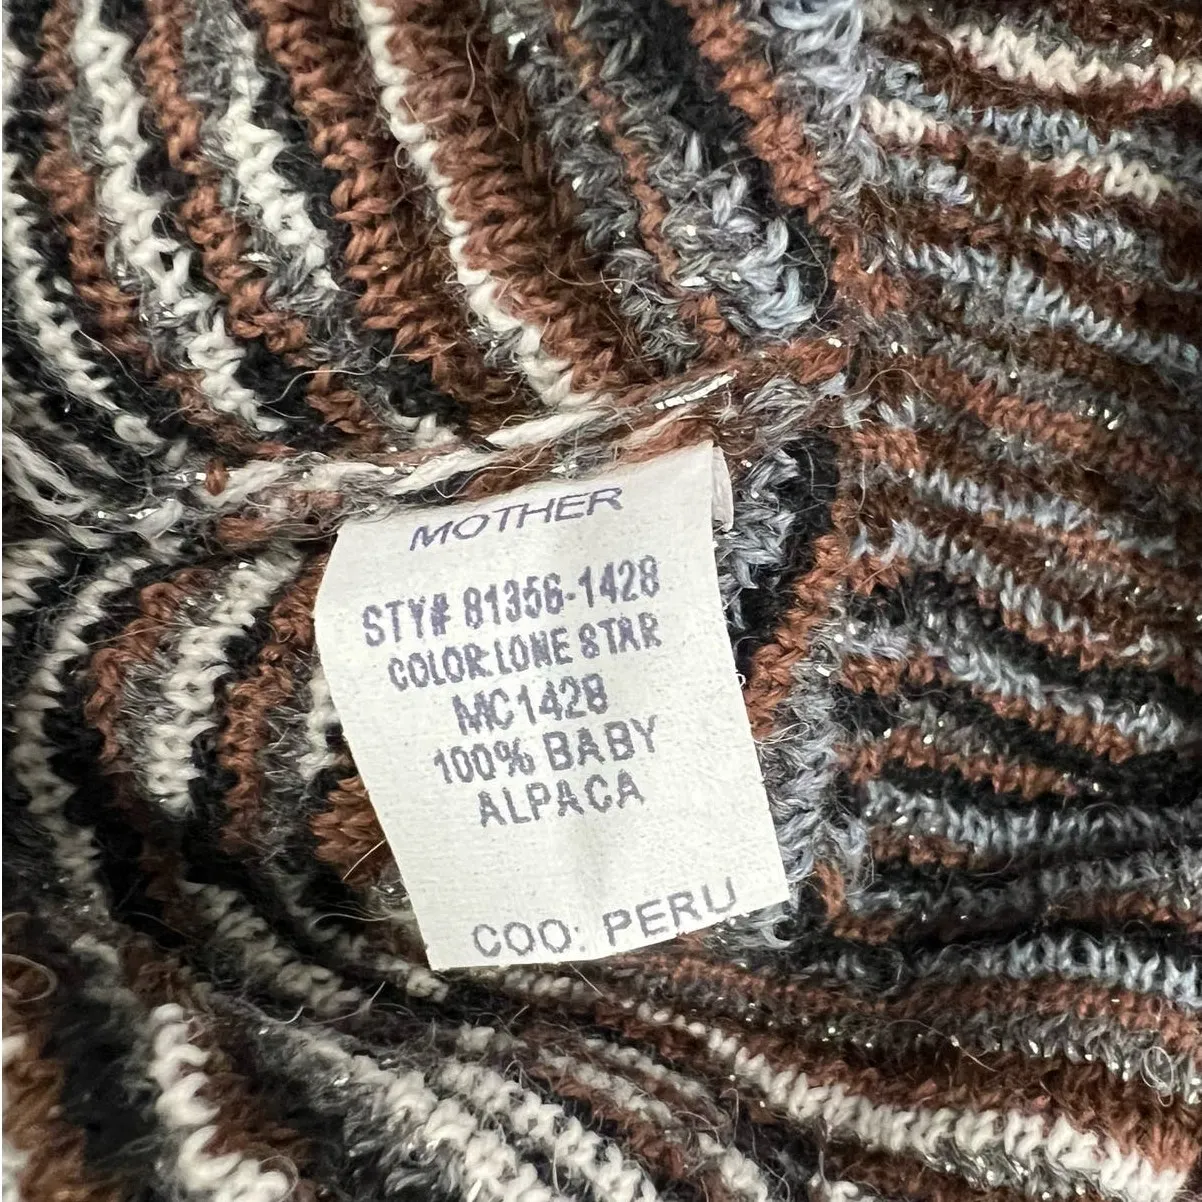 MOTHER
STY# 81356-1428
COLOR:LONE STAR
MC1428
100% BABY
ALPACA
COO: PERU